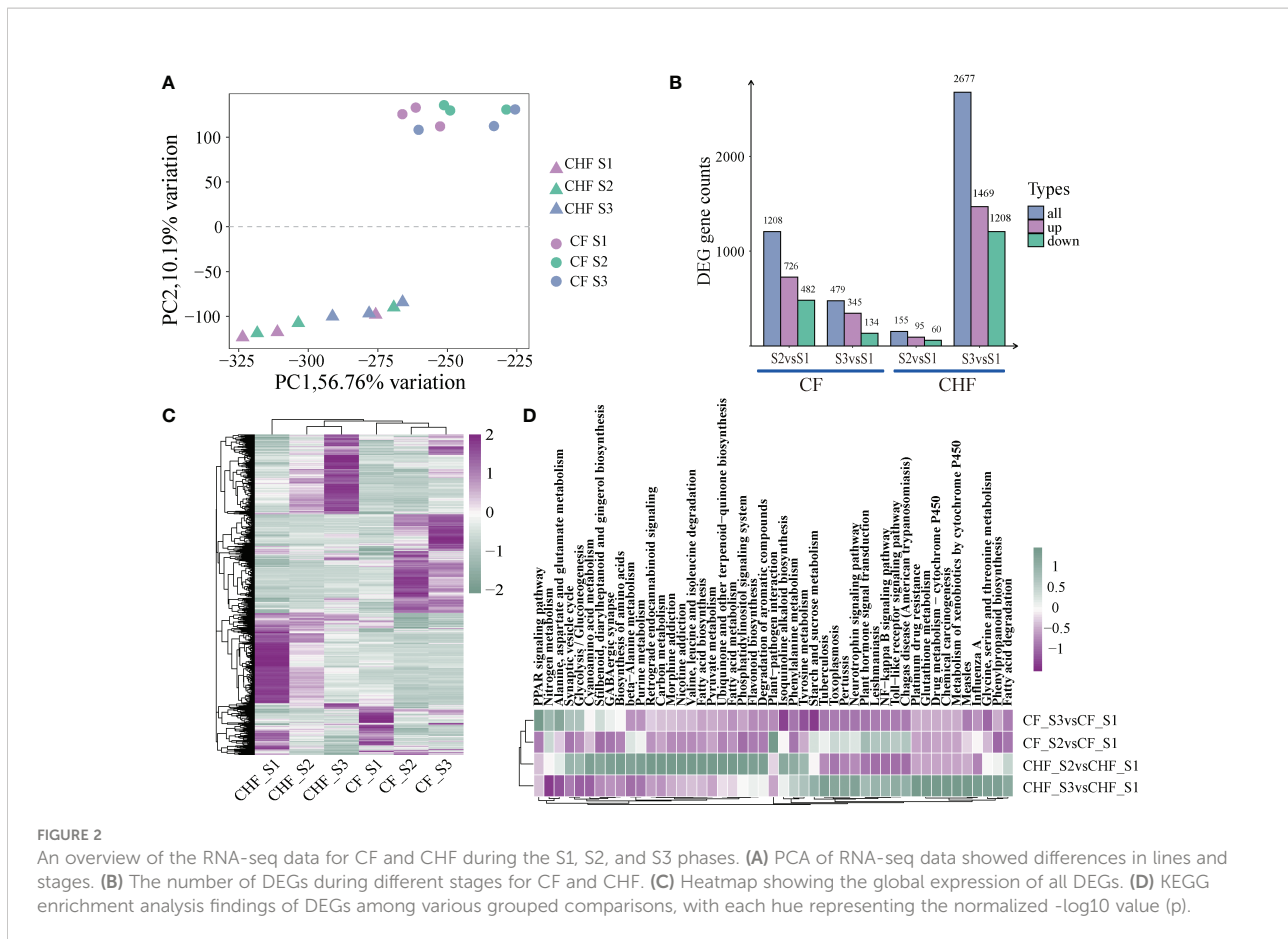 A
PC2,10.19% variation
100
50
0
−50
−100
−325
−300
−275
−250
−225
PC1,56.76% variation
CHF S1
CHF S2
CHF S3
CF S1
CF S2
CF S3
B
DEG gene counts
2000
1000
1208
726
482
479
345
134
155
95
60
2677
1469
1208
S2vsS1
S3vsS1
S2vsS1
S3vsS1
CF
CHF
Types
all
up
down
C
2
1
0
−1
−2
CHF_S1
CHF_S2
CHF_S3
CF_S1
CF_S2
CF_S3
D
PPAR signaling pathway
Nitrogen metabolism
Alanine, aspartate and glutamate metabolism
Synaptic vesicle cycle
Glycolysis / Gluconeogenesis
Cyanoamino acid metabolism
Stilbenoid, diarylheptanoid and gingerol biosynthesis
GABAergic synapse
Biosynthesis of amino acids
beta−Alanine metabolism
Purine metabolism
Retrograde endocannabinoid signaling
Carbon metabolism
Morphine addiction
Nicotine addiction
Valine, leucine and isoleucine degradation
Fatty acid biosynthesis
Pyruvate metabolism
Ubiquinone and other terpenoid−quinone biosynthesis
Fatty acid metabolism
Phosphatidylinositol signaling system
Flavonoid biosynthesis
Degradation of aromatic compounds
Plant−pathogen interaction
Isoquinoline alkaloid biosynthesis
Phenylalanine metabolism
Tyrosine metabolism
Starch and sucrose metabolism
Tuberculosis
Toxoplasmosis
Pertussis
Neurotrophin signaling pathway
Plant hormone signal transduction
Leishmaniasis
NF−kappa B signaling pathway
Toll−like receptor signaling pathway
Chagas disease (American trypanosomiasis)
Platinum drug resistance
Glutathione metabolism
Drug metabolism − cytochrome P450
Chemical carcinogenesis
Metabolism of xenobiotics by cytochrome P450
Measles
Influenza A
Glycine, serine and threonine metabolism
Phenylpropanoid biosynthesis
Fatty acid degradation
CF_S3vsCF_S1
CF_S2vsCF_S1
CHF_S2vsCHF_S1
CHF_S3vsCHF_S1
1
0.5
0
−0.5
−1
FIGURE 2
An overview of the RNA-seq data for CF and CHF during the S1, S2, and S3 phases. (A) PCA of RNA-seq data showed differences in lines and
stages. (B) The number of DEGs during different stages for CF and CHF. (C) Heatmap showing the global expression of all DEGs. (D) KEGG
enrichment analysis findings of DEGs among various grouped comparisons, with each hue representing the normalized -log10 value (p).